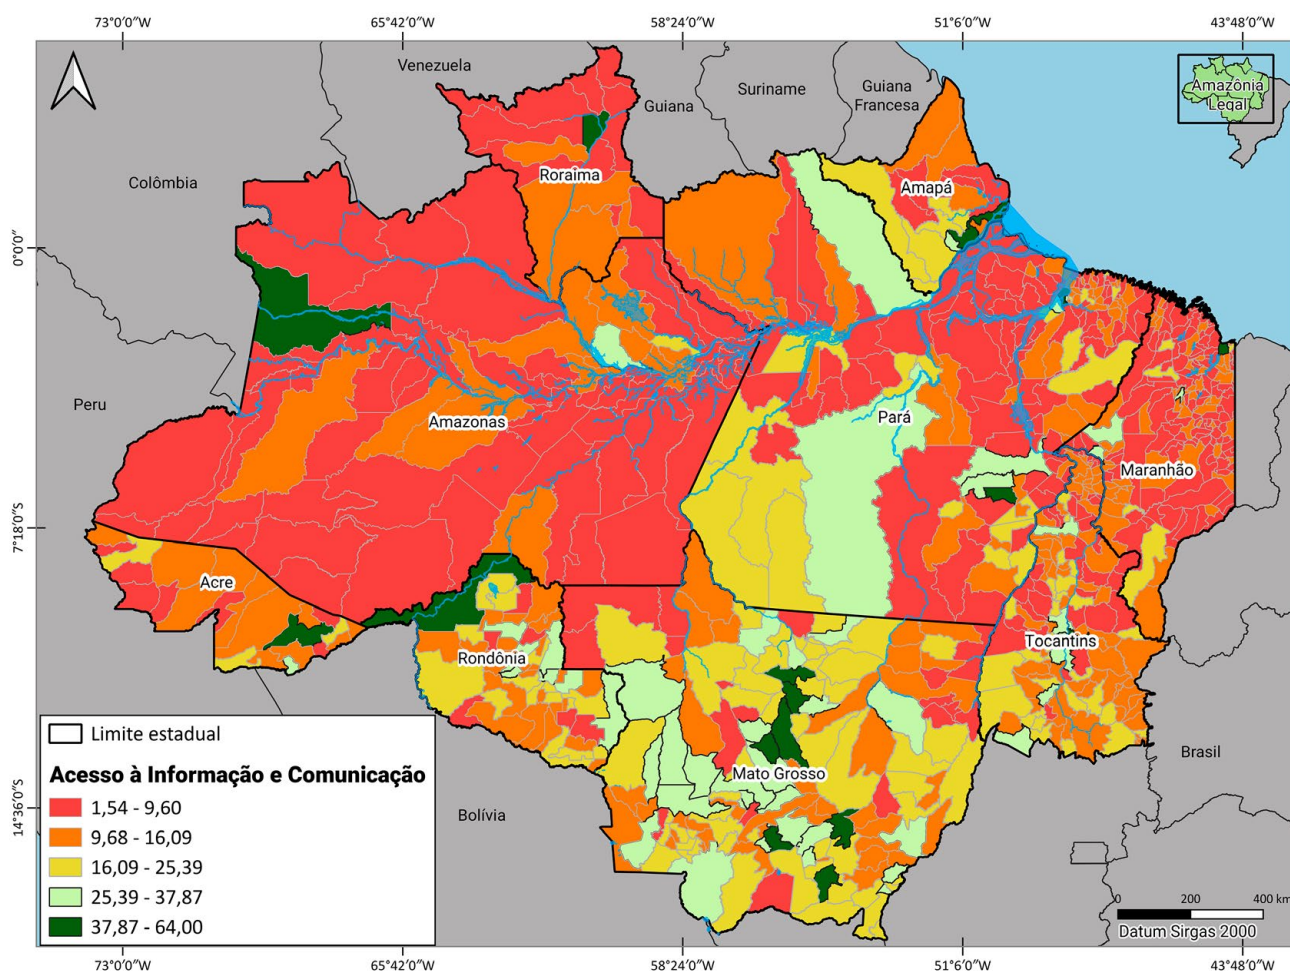 73°0′0″W 65°42′0″W 58°24′0″W 51°6′0″W 43°48′0″W
Venezuela
Guiana
Suriname
Guiana
Francesa
Amazônia
Legal
Colômbia
Roraima
Amapá
0°0′0″
Peru
Amazonas
Pará
Maranhão
7°18′0″S
Acre
Rondônia
Tocantins
Mato Grosso
Bolívia
Brasil
14°36′0″S
Limite estadual
Acesso à Informação e Comunicação
1,54 - 9,60
9,68 - 16,09
16,09 - 25,39
25,39 - 37,87
37,87 - 64,00
0 200 400 km
Datum Sirgas 2000
73°0′0″W 65°42′0″W 58°24′0″W 51°6′0″W 43°48′0″W